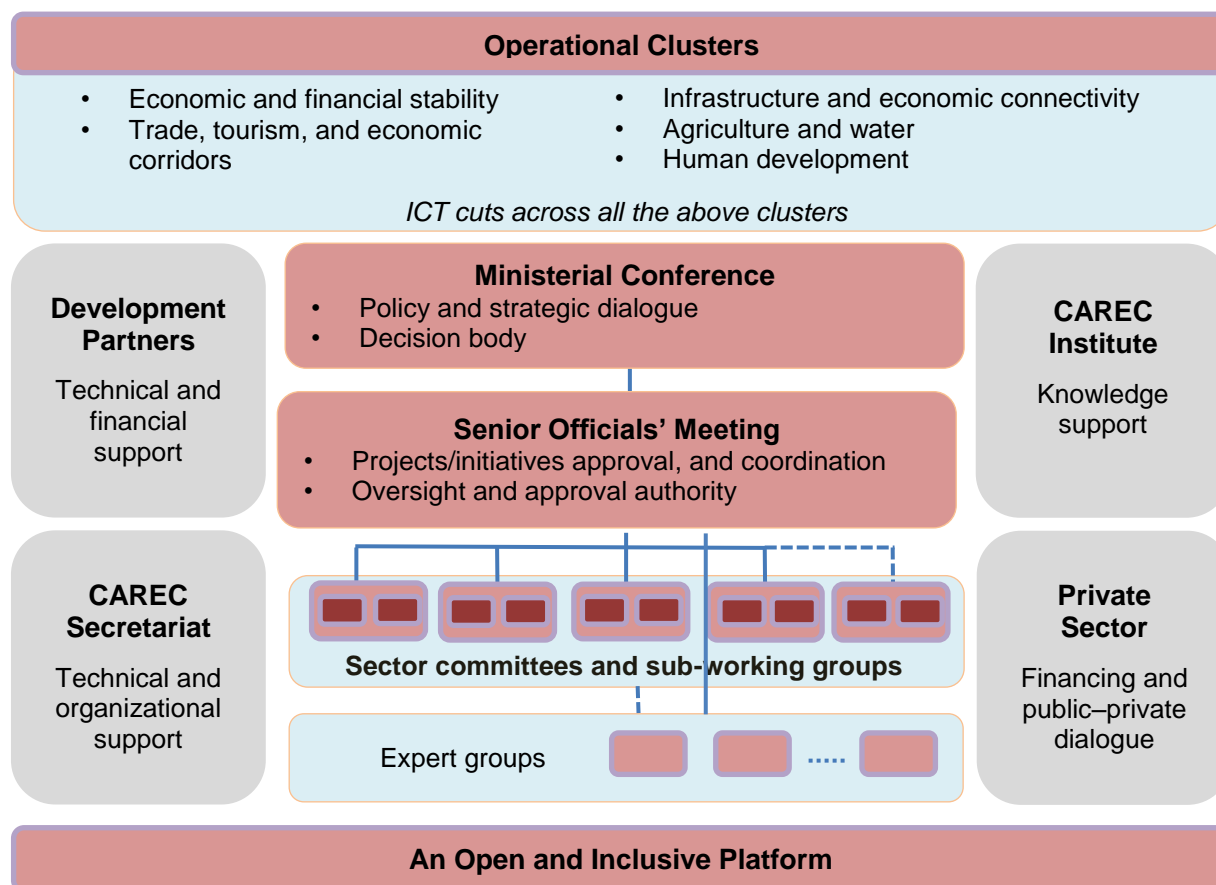 Operational Clusters
• Economic and financial stability
• Trade, tourism, and economic
corridors
• Infrastructure and economic connectivity
• Agriculture and water
• Human development
ICT cuts across all the above clusters
Development
Partners
Technical and
financial
support
Ministerial Conference
• Policy and strategic dialogue
• Decision body
CAREC
Institute
Knowledge
support
Senior Officials’ Meeting
• Projects/initiatives approval, and coordination
• Oversight and approval authority
CAREC
Secretariat
Technical and
organizational
support
Sector committees and sub-working groups
Private
Sector
Financing and
public–private
dialogue
Expert groups
......
An Open and Inclusive Platform